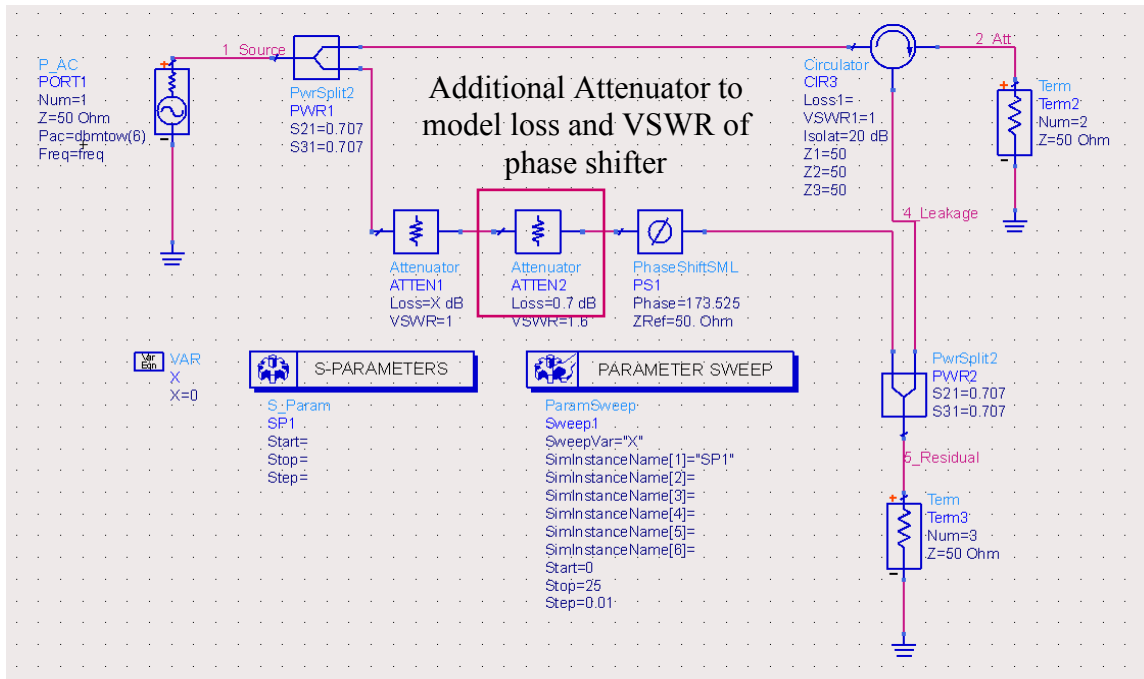 1_Source
2_Att
P_AC
PORT1
Num=1
Z=50 Ohm
Pac=dbmtow(6)
Freq=freq
PwrSplit2
PWR1
S21=0.707
S31=0.707
Additional Attenuator to
model loss and VSWR of
phase shifter
Circulator
CIR3
Loss1=
VSWR1=1
Isolat=20 dB
Z1=50
Z2=50
Z3=50
Term
Term2
Num=2
Z=50 Ohm
4_Leakage
Attenuator
ATTEN1
Loss=X dB
VSWR=1
Attenuator
ATTEN2
Loss=0.7 dB
VSWR=1.6
PhaseShiftSML
PS1
Phase=173.525
ZRef=50. Ohm
Var
Eqn
VAR
X
X=0
S-PARAMETERS
S_Param
SP1
Start=
Stop=
Step=
PARAMETER SWEEP
ParamSweep
Sweep1
SweepVar="X"
SimInstanceName[1]="SP1"
SimInstanceName[2]=
SimInstanceName[3]=
SimInstanceName[4]=
SimInstanceName[5]=
SimInstanceName[6]=
Start=0
Stop=25
Step=0.01
PwrSplit2
PWR2
S21=0.707
S31=0.707
5_Residual
Term
Term3
Num=3
Z=50 Ohm